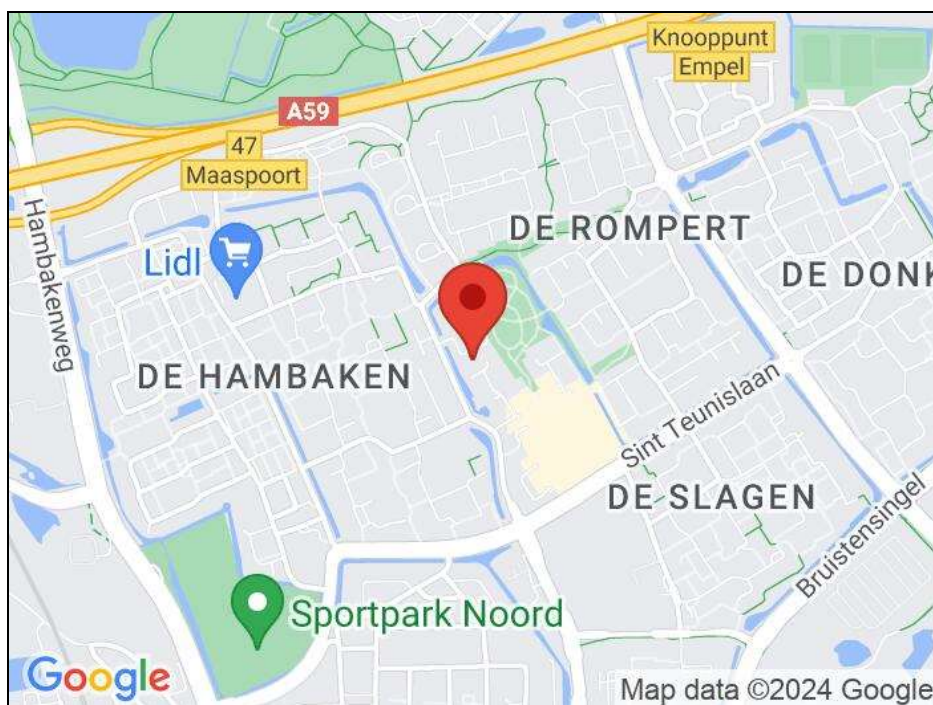 Knooppunt
Empel
A59
47
Maaspoort
Hambakenweg
DE ROMPERT
Lidl
DE DONK
DE HAMBAKEN
Sint Teunislaan
DE SLAGEN
Bruistensingel
Sportpark Noord
Google
Map data ©2024 Google